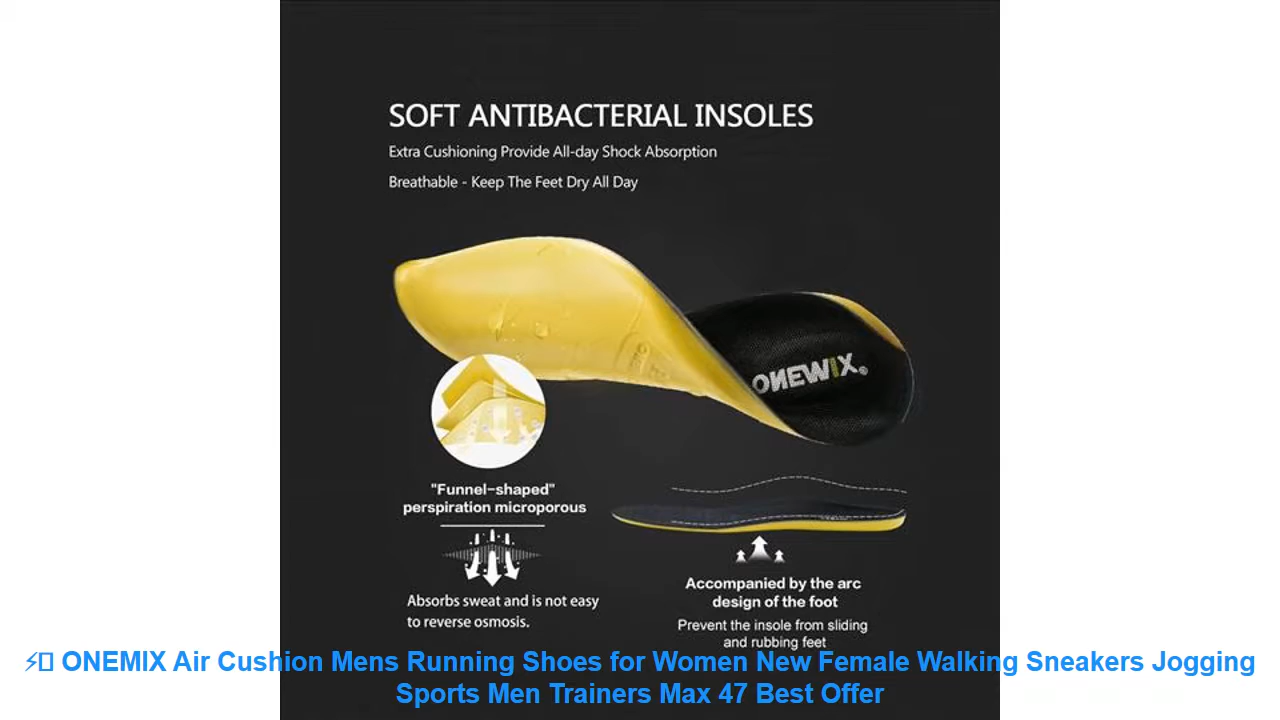 SOFT ANTIBACTERIAL INSOLES
Extra Cushioning Provide All-day Shock Absorption
Breathable - Keep The Feet Dry All Day
ONEWIX®
"Funnel-shaped"
perspiration microporous
Absorbs sweat and is not easy
to reverse osmosis.
Accompanied by the arc
design of the foot
Prevent the insole from sliding
and rubbing feet
⚡ ONEMIX Air Cushion Mens Running Shoes for Women New Female Walking Sneakers Jogging
Sports Men Trainers Max 47 Best Offer